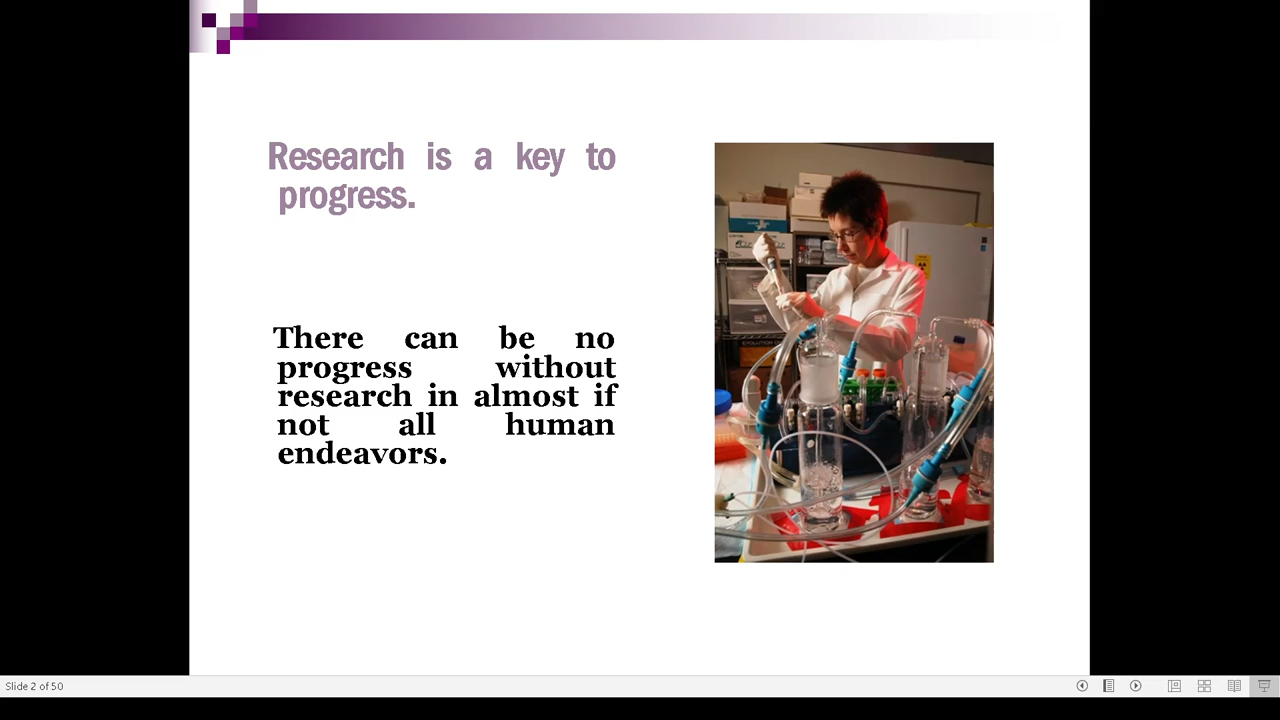 Research is a key to
progress.
There can be no
progress without
research in almost if
not all human
endeavors.
Slide 2 of 50